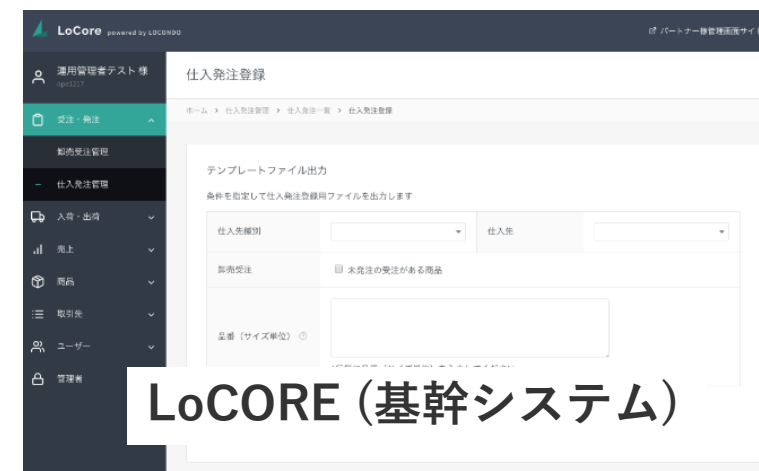 LoCore powered by LOCONDO
パートナー様管理画面サイト
運用管理者テスト 様
ope1217
受注・発注
卸売受注管理
仕入発注管理
入荷・出荷
売上
商品
取引先
ユーザー
管理者
仕入発注登録
ホーム > 仕入発注管理 > 仕入発注一覧 > 仕入発注登録
テンプレートファイル出力
条件を指定して仕入発注登録用ファイルを出力します
仕入先種別
仕入先
卸売受注
未発注の受注がある商品
品番（サイズ単位）
LoCORE (基幹システム)